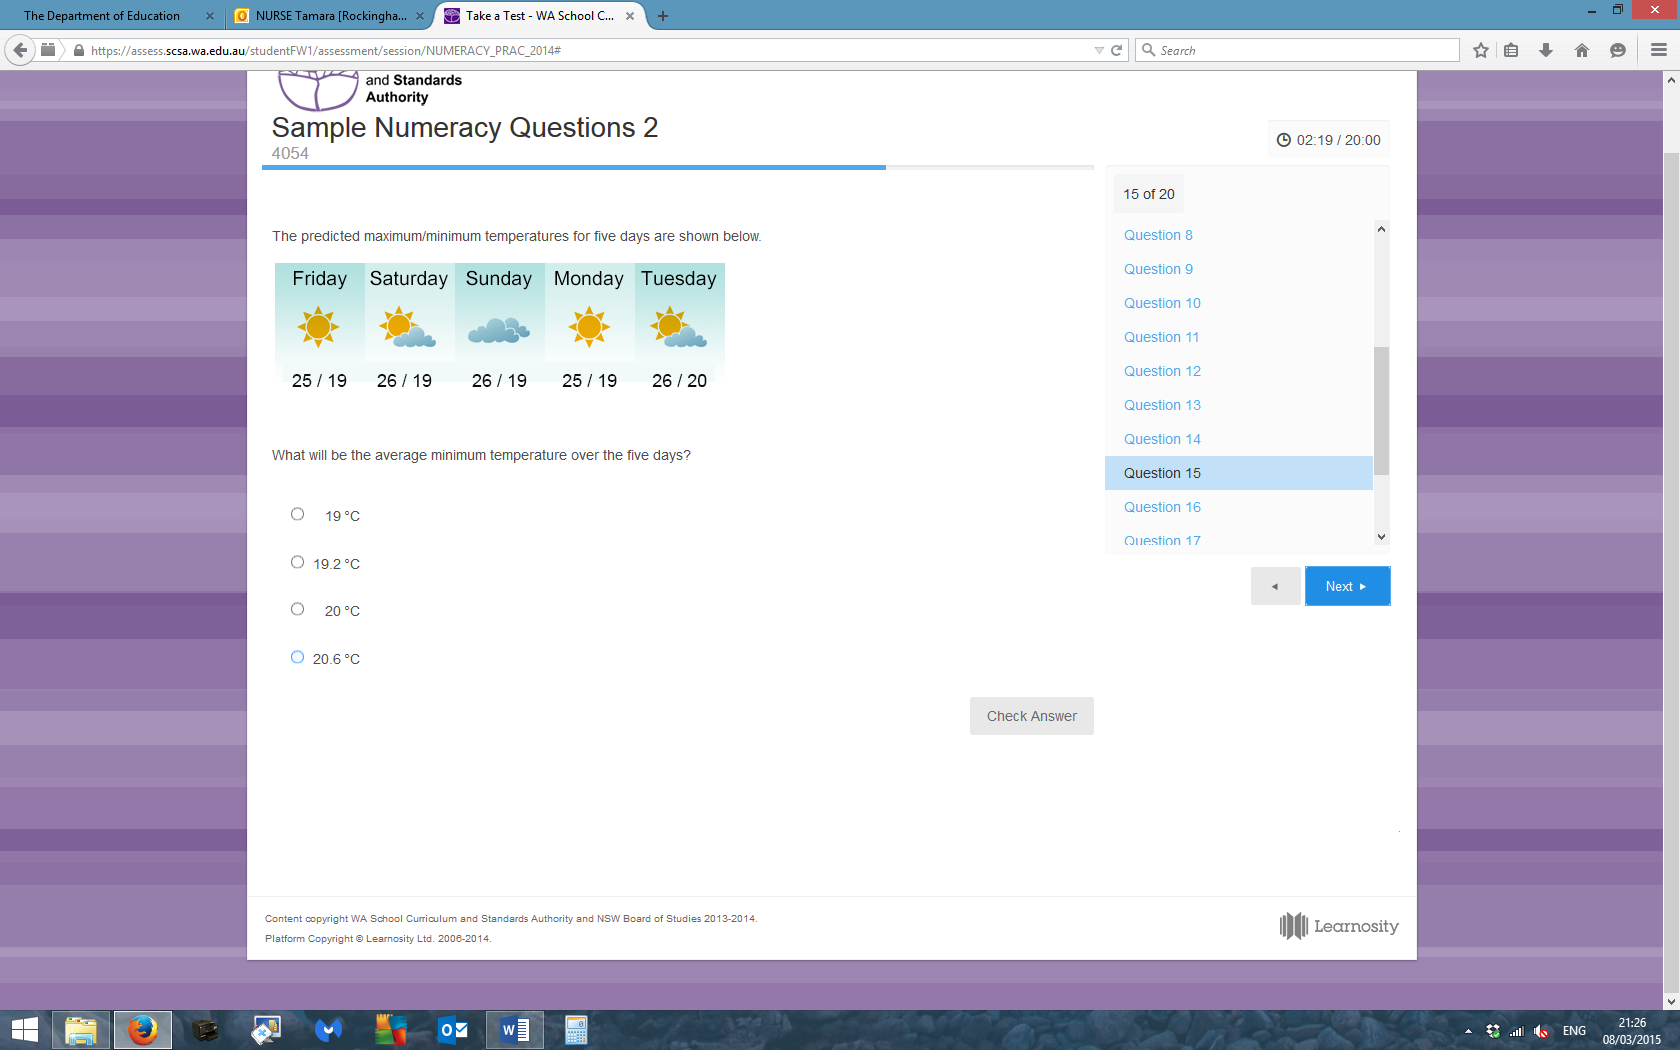 The Department of Education
NURSE Tamara [Rockingha...
Take a Test - WA School C...
https://assess.scsa.wa.edu.au/studentFW1/assessment/session/NUMERACY_PRAC_2014#
Search
and Standards
Authority
Sample Numeracy Questions 2
4054
02:19 / 20:00
15 of 20
The predicted maximum/minimum temperatures for five days are shown below.
Friday Saturday Sunday Monday Tuesday
25 / 19 26 / 19 26 / 19 25 / 19 26 / 20
What will be the average minimum temperature over the five days?
19 °C
19.2 °C
20 °C
20.6 °C
Check Answer
Question 8
Question 9
Question 10
Question 11
Question 12
Question 13
Question 14
Question 15
Question 16
Question 17
Next
Content copyright WA School Curriculum and Standards Authority and NSW Board of Studies 2013-2014.
Platform Copyright © Learnosity Ltd. 2006-2014.
Learnosity
ENG
21:26
08/03/2015